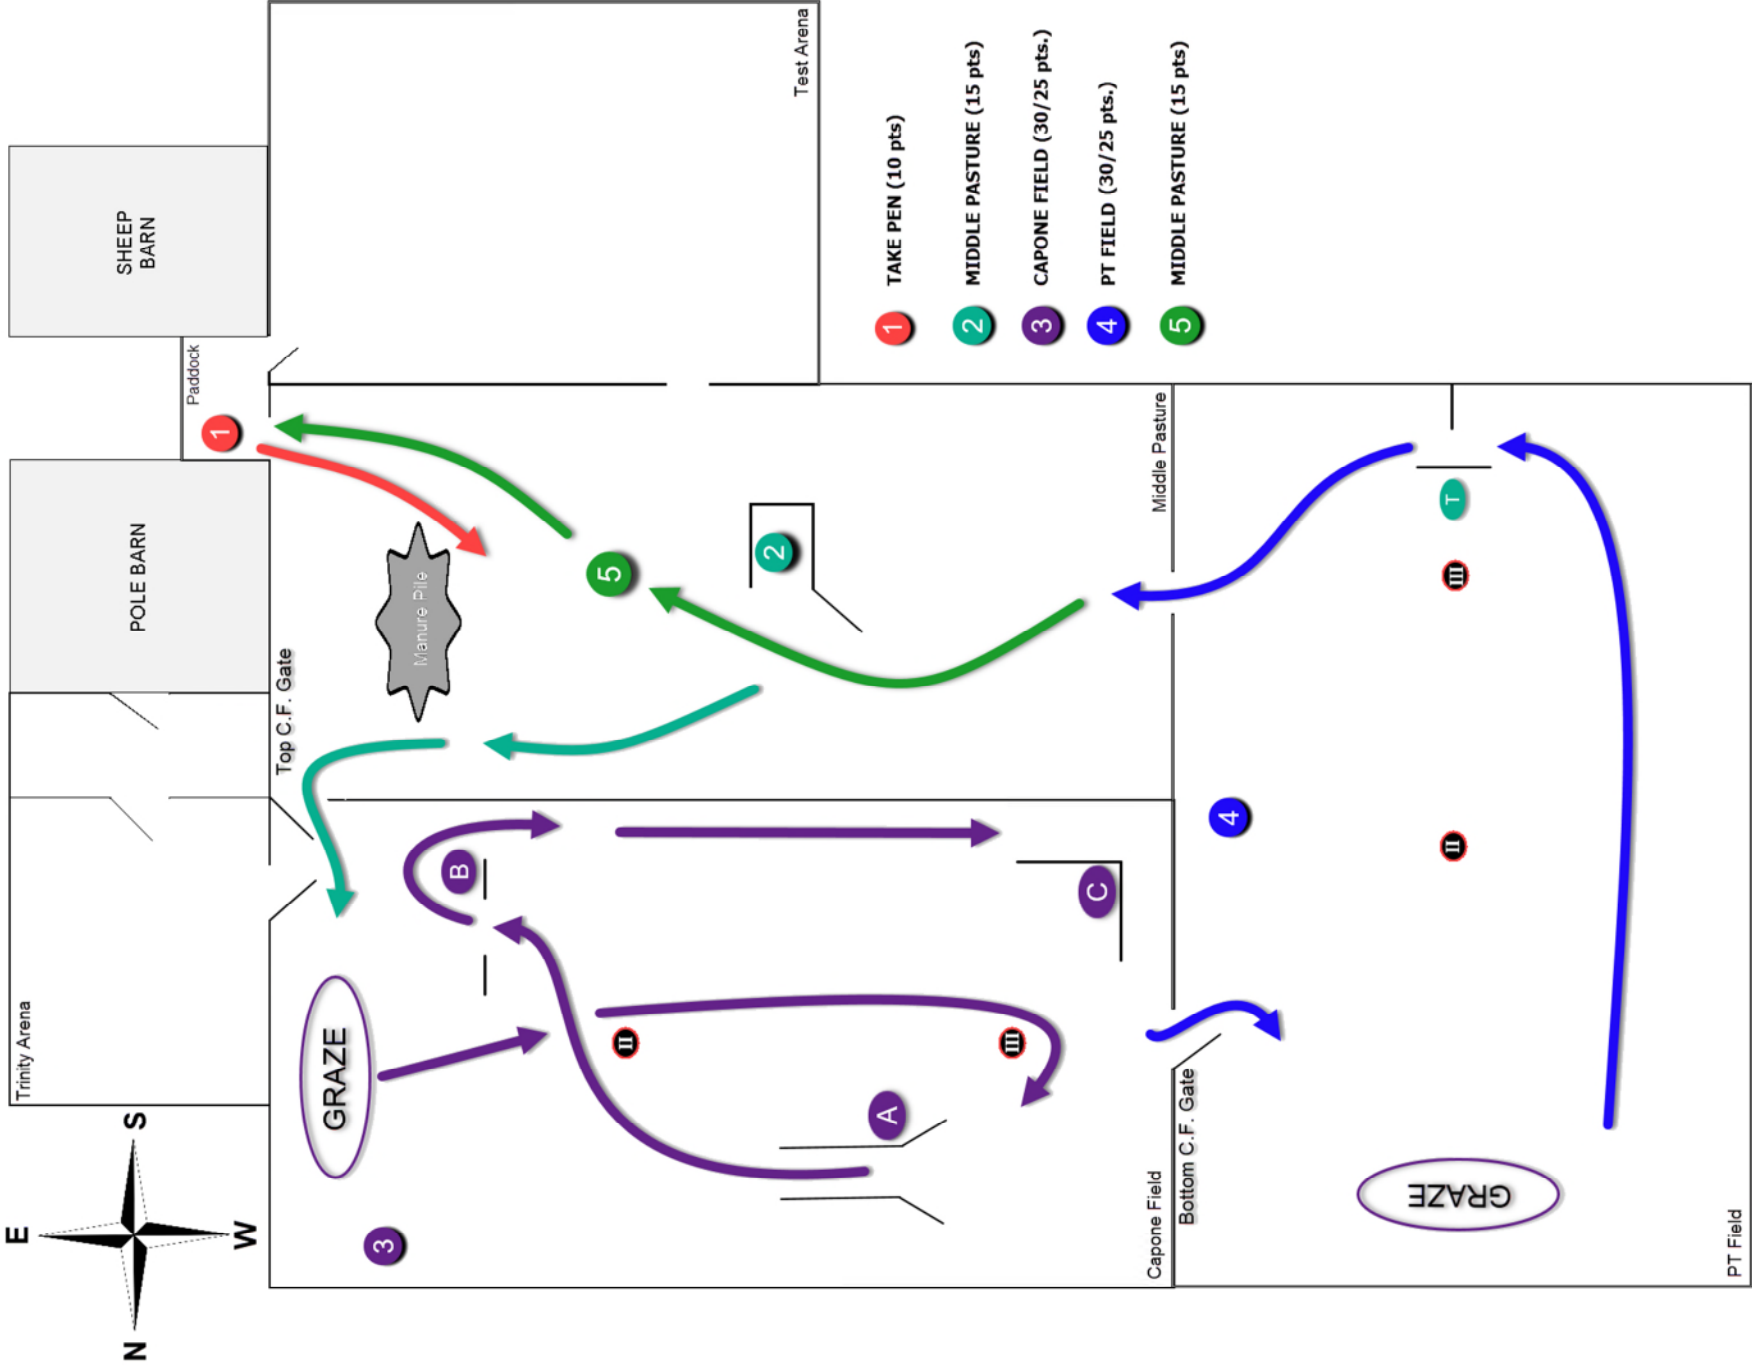 SHEEP
BARN
Paddock
1
POLE BARN
Test Arena
Trinity Arena
Top C.F. Gate
Manure Pile
5
2
Middle Pasture
1 TAKE PEN (10 pts)
2 MIDDLE PASTURE (15 pts)
3 CAPONE FIELD (30/25 pts.)
4 PT FIELD (30/25 pts.)
5 MIDDLE PASTURE (15 pts)
E
S
N
W
GRAZE
3
B
II
III
A
C
Capone Field
Bottom C.F. Gate
4
T
III
II
GRAZE
PT Field